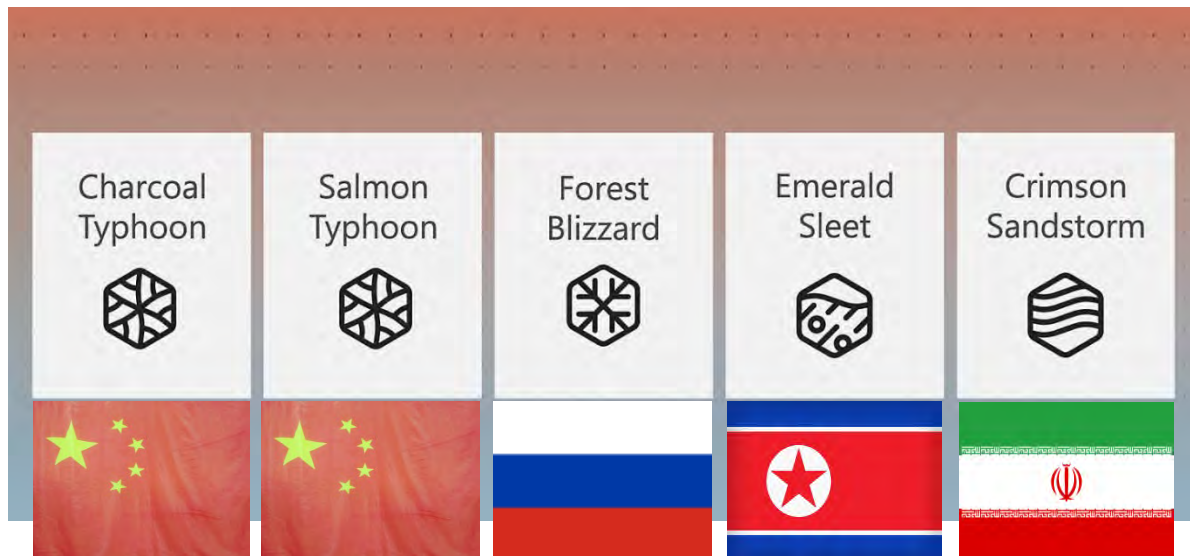 Charcoal
Typhoon
Salmon
Typhoon
Forest
Blizzard
Emerald
Sleet
Crimson
Sandstorm